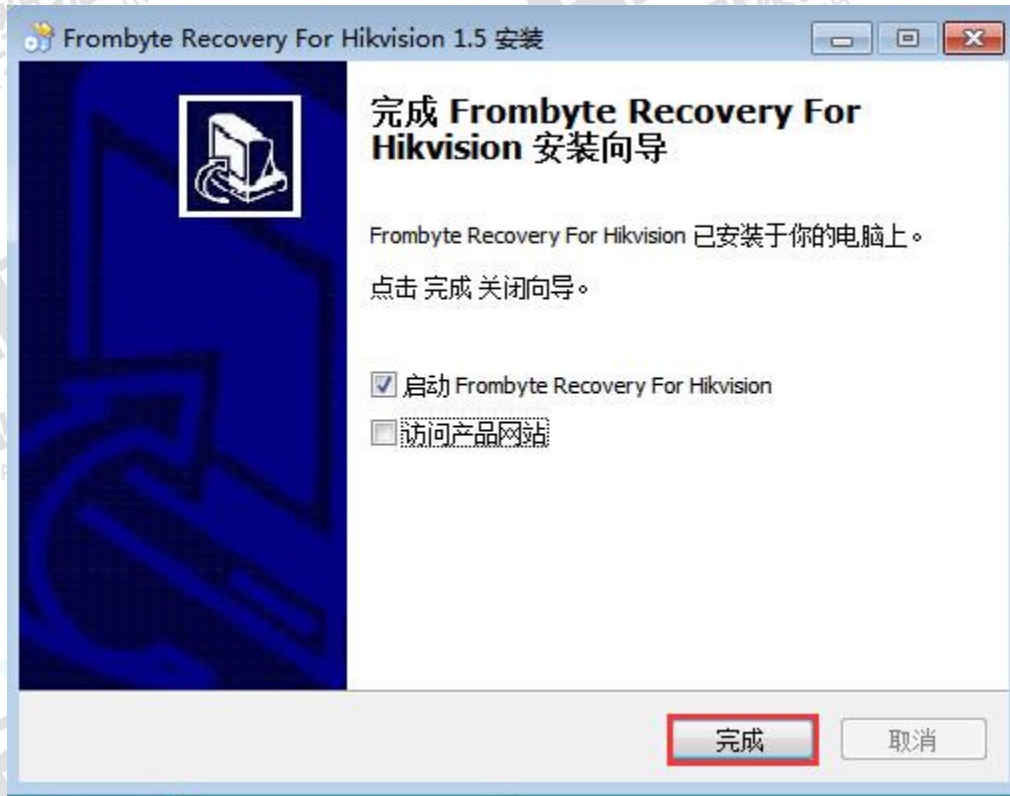 Frombyte Recovery For Hikvision 1.5 安装
完成 Frombyte Recovery For
Hikvision 安装向导
Frombyte Recovery For Hikvision 已安装于你的电脑上。
点击 完成 关闭向导。
启动 Frombyte Recovery For Hikvision
访问产品网站
完成
取消